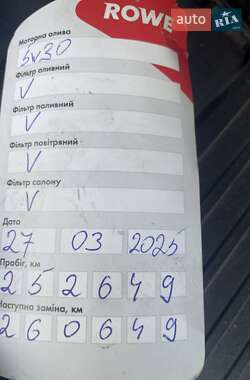 ROWE
auto.RIA
Моторна олива
5w30
Фільтр оливний
V
Фільтр паливний
V
Фільтр повітряний
V
Фільтр салону
V
Дата
27 03 2025
Пробіг, км
252649
Наступна заміна, км
260649